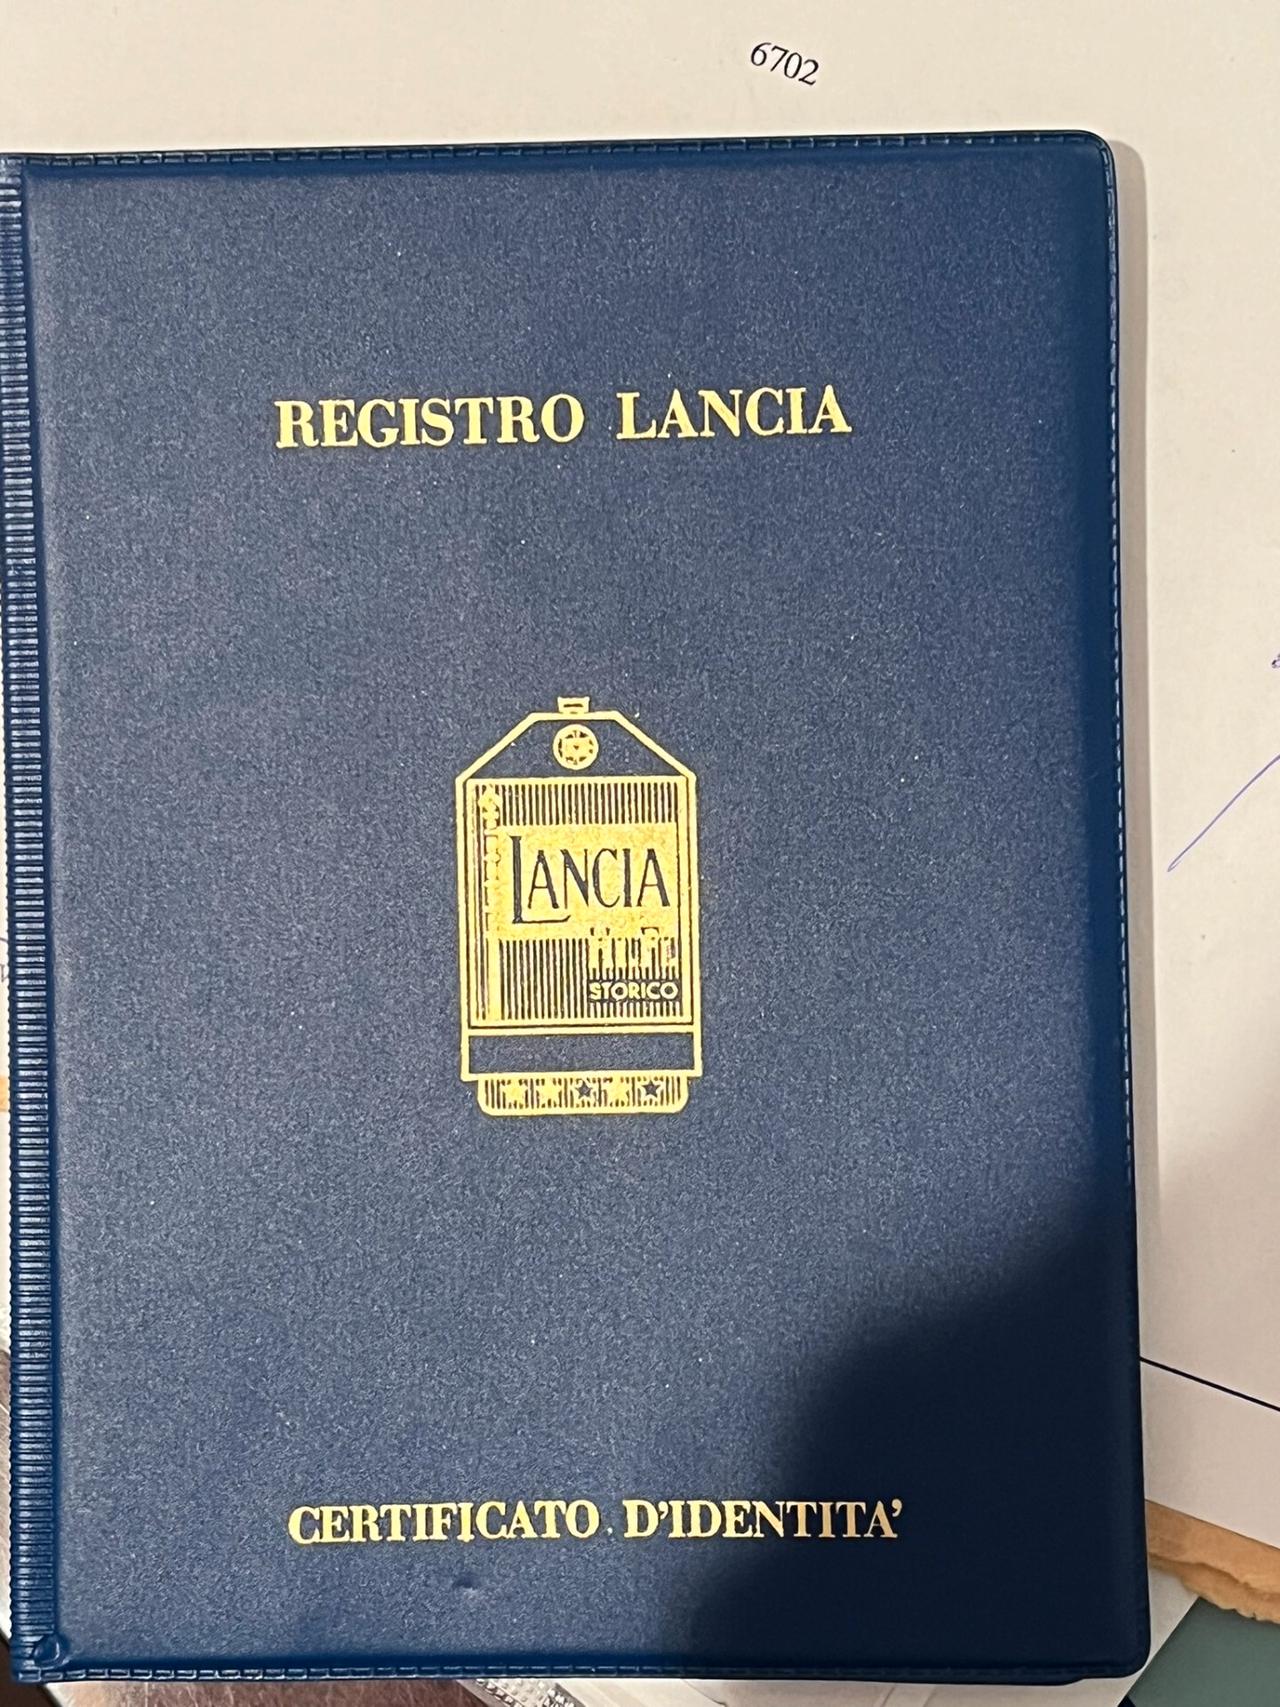 6702
REGISTRO LANCIA
LANCIA
STORICO
CERTIFICATO D'IDENTITA'